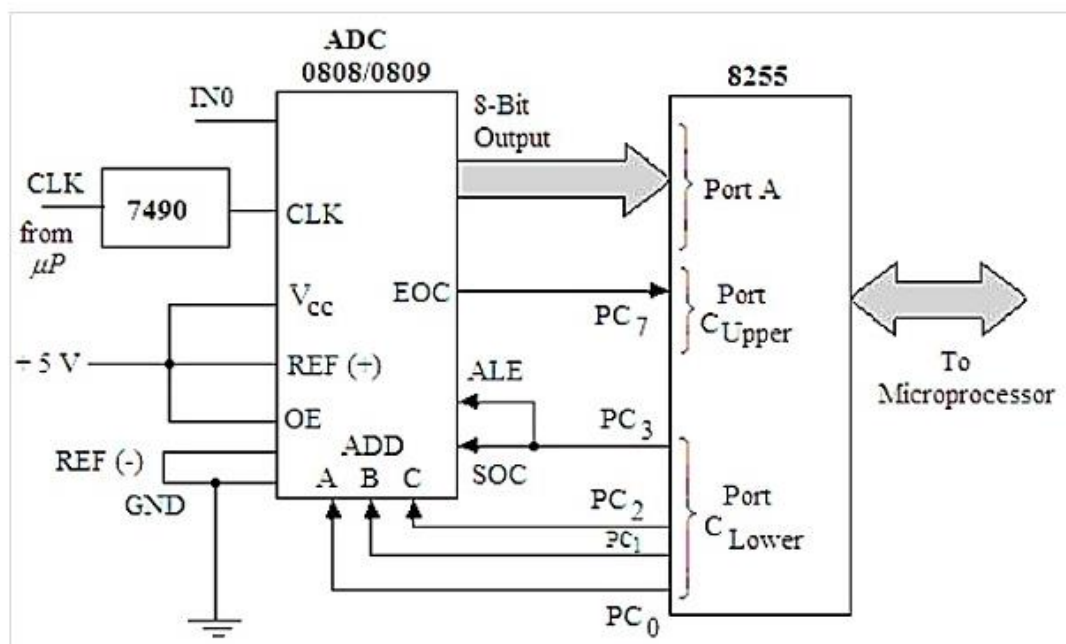 ADC
0808/0809
8255
IN0
8-Bit
Output
CLK
7490
CLK
Port A
from
μP
VCC
EOC
PC7
Port
CUpper
+ 5 V
REF (+)
ALE
To
Microprocessor
OE
PC3
ADD
SOC
REF (-)
A B C
GND
PC2
Port
CLower
PC1
PC0